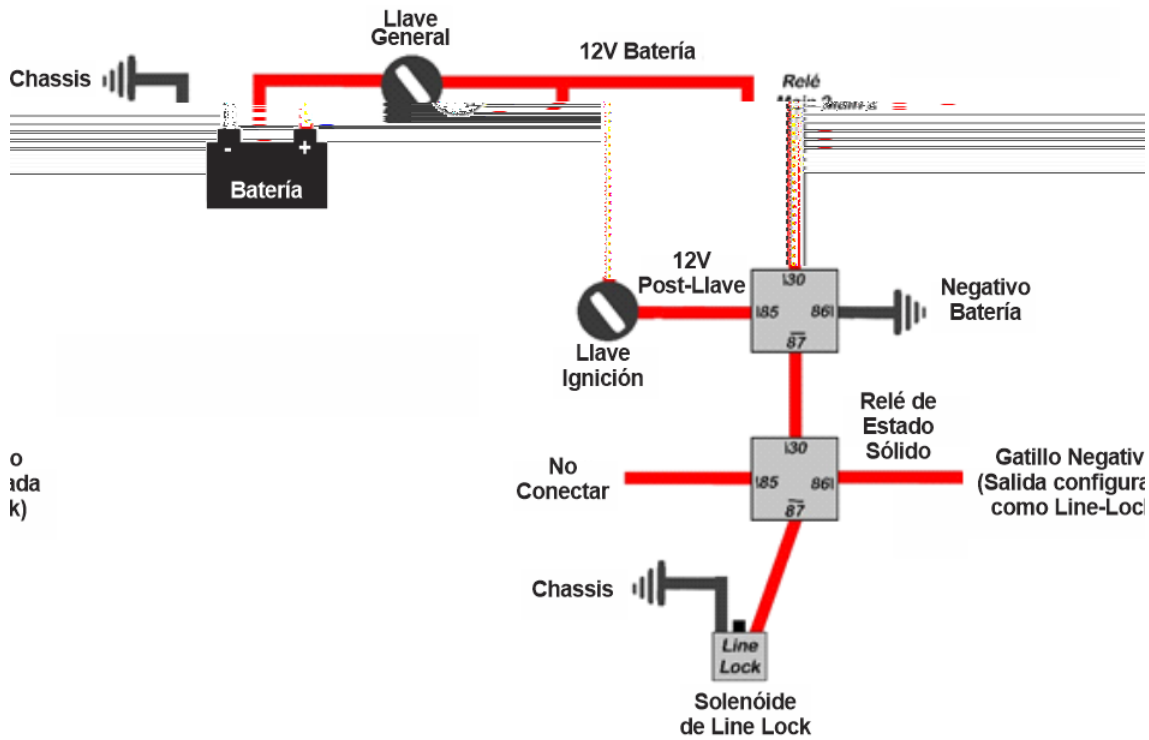 Llave
General
12V Batería
Chassis
Relé
-
+
Batería
12V
Post-Llave
30
85
86
87
Negativo
Batería
Llave
Ignición
Relé de
Estado
Sólido
No
Conectar
30
85
86
87
Gatillo Negativ
(Salida configura
como Line-Loc
o
ada
k)
Chassis
Line
Lock
Solenóide
de Line Lock